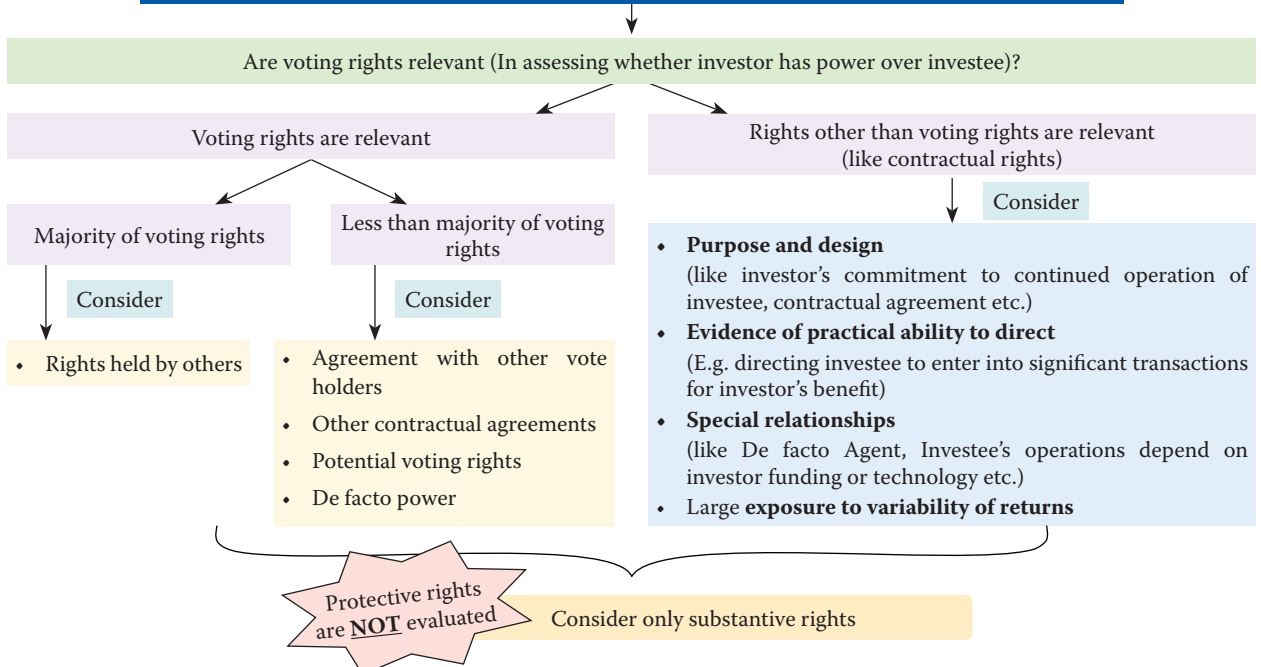 Are voting rights relevant (In assessing whether investor has power over investee)?
Voting rights are relevant
Rights other than voting rights are relevant
(like contractual rights)
Majority of voting rights
Less than majority of voting
rights
Consider
Consider
Consider
• Rights held by others
• Agreement with other vote
holders
• Other contractual agreements
• Potential voting rights
• De facto power
• Purpose and design
(like investor’s commitment to continued operation of
investee, contractual agreement etc.)
• Evidence of practical ability to direct
(E.g. directing investee to enter into significant transactions
for investor’s benefit)
• Special relationships
(like De facto Agent, Investee’s operations depend on
investor funding or technology etc.)
• Large exposure to variability of returns
Protective rights
are NOT evaluated
Consider only substantive rights